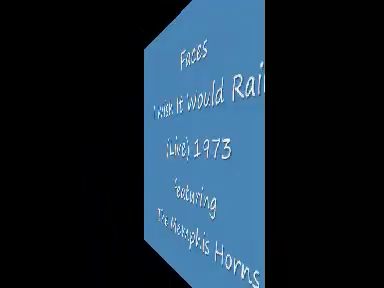 Faces
I Wish It Would Rai
(Live) 1973
Featuring
The Memphis Horns